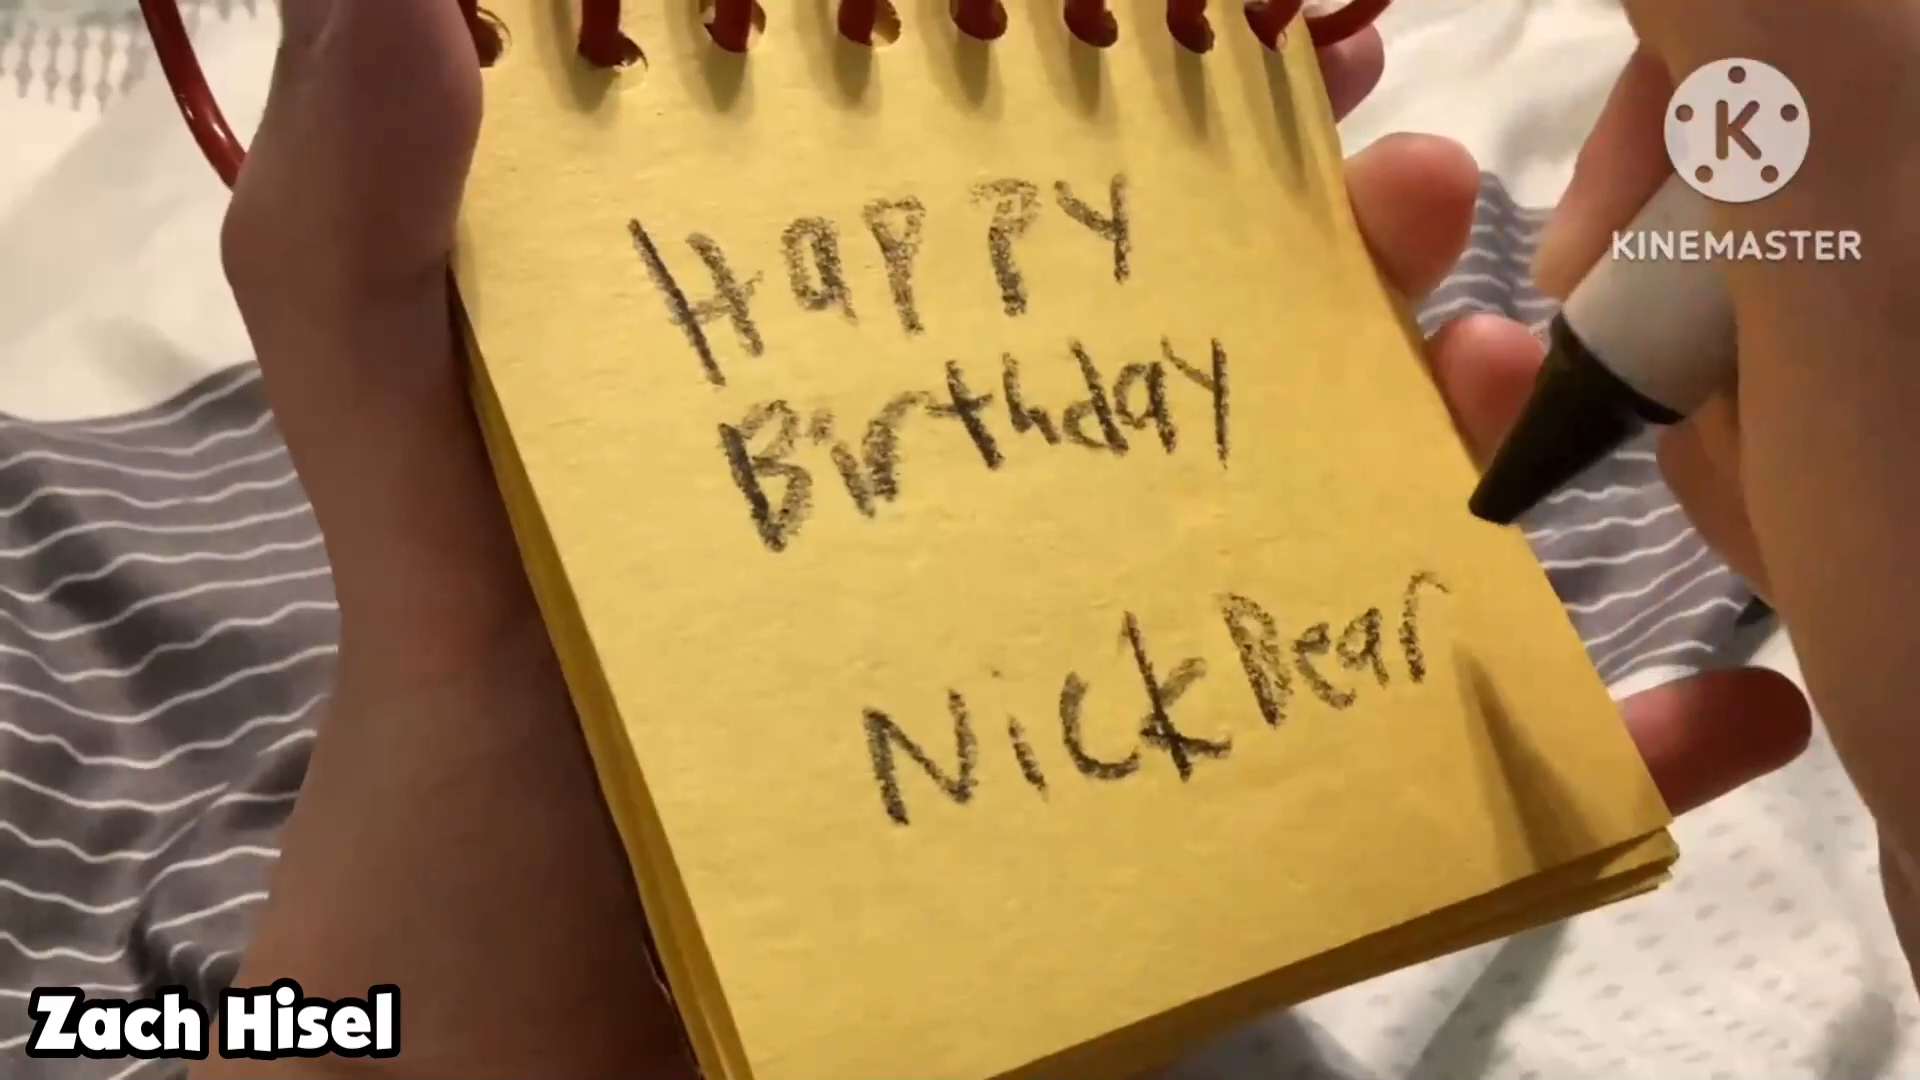 Happy
Birthday
Nick Bear
K
KINEMASTER
Zach Hisel